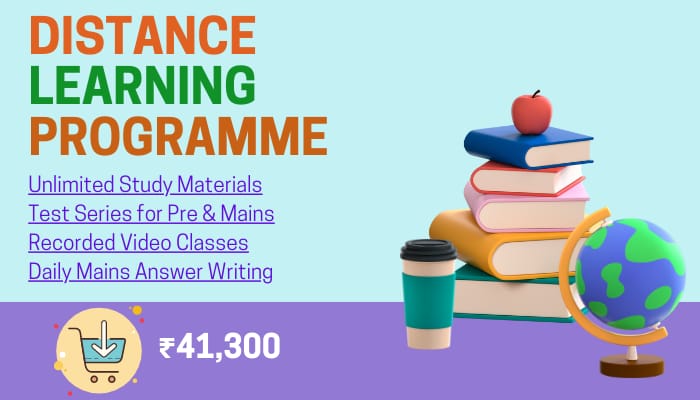 DISTANCE
LEARNING
PROGRAMME
Unlimited Study Materials
Test Series for Pre & Mains
Recorded Video Classes
Daily Mains Answer Writing
₹41,300